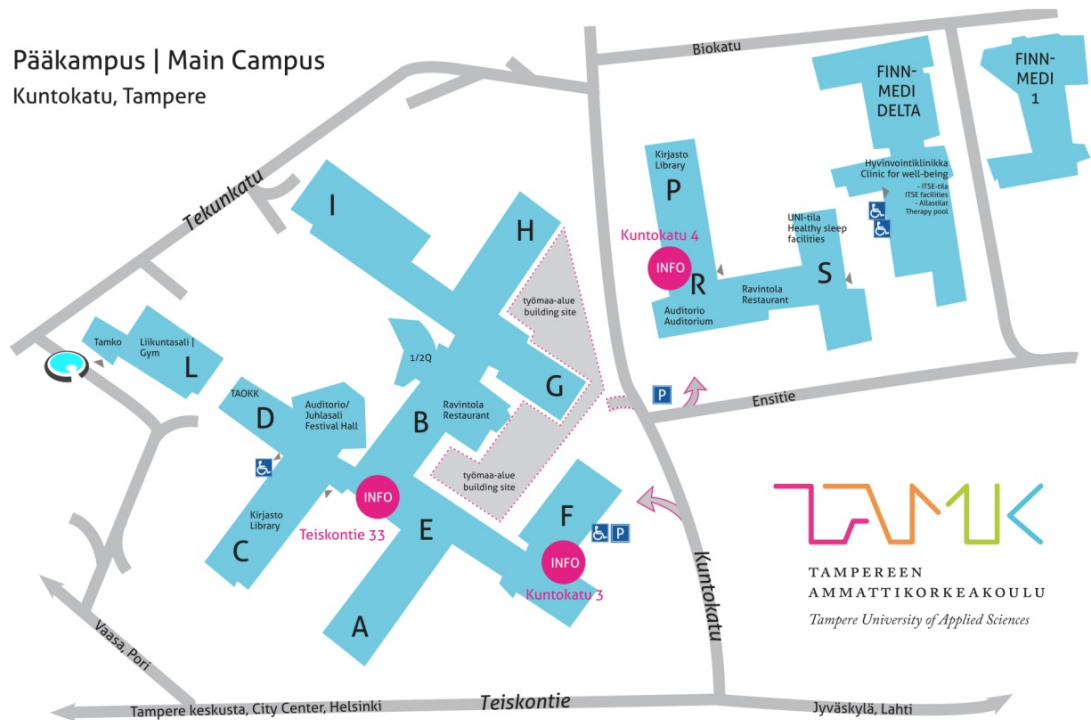 Pääkampus | Main Campus
Kuntokatu, Tampere
Biokatu
FINN-
MEDI
DELTA
FINN-
MEDI
1
Tekunkatu
I
H
Kirjasto
Library
P
Hyvinvointiklinikka
Clinic for well-being
- ITSE-tila
ITSE facilities
- Allastilat
Therapy pool
UNI-tila
Healthy sleep
facilities
Kuntokatu 4
INFO
R
S
Ravintola
Restaurant
Auditorio
Auditorium
työmaa-alue
building site
Tamko
Liikuntasali |
Gym
L
1/2Q
G
P
Ensitie
TAOKK
D
Auditorio/
Juhlasali
Festival Hall
B
Ravintola
Restaurant
työmaa-alue
building site
INFO
Teiskontie 33
Kirjasto
Library
C
E
F
P
INFO
Kuntokatu 3
A
Kuntokatu
TAMK
TAMPEREEN
AMMATTIKORKEAKOULU
Tampere University of Applied Sciences
Vaasa, Pori
Tampere keskusta, City Center, Helsinki
Teiskontie
Jyväskylä, Lahti